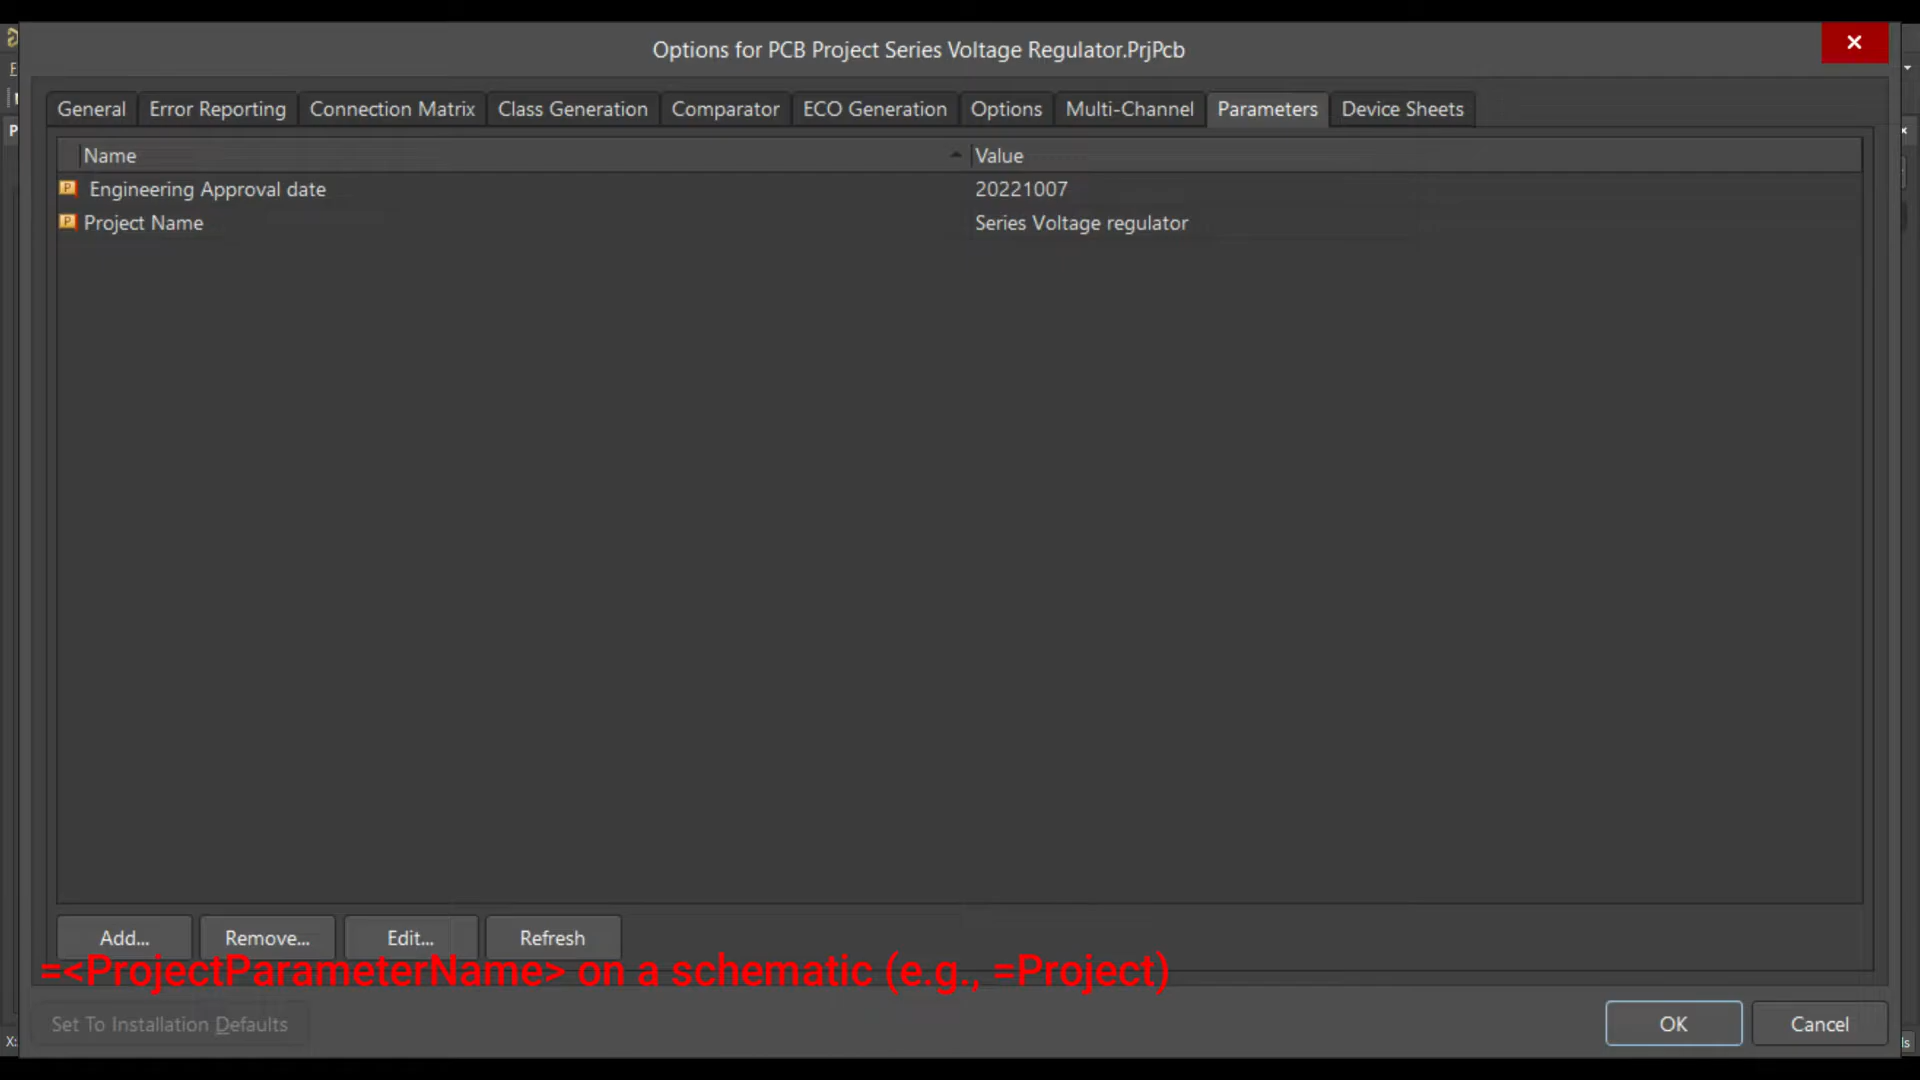 Options for PCB Project Series Voltage Regulator.PrjPcb
General Error Reporting Connection Matrix Class Generation Comparator ECO Generation Options Multi-Channel Parameters Device Sheets
Name Value
Engineering Approval date 20221007
Project Name Series Voltage regulator
Add... Remove... Edit... Refresh
=<ProjectParameterName> on a schematic (e.g., =Project)
Set To Installation Defaults OK Cancel
X: